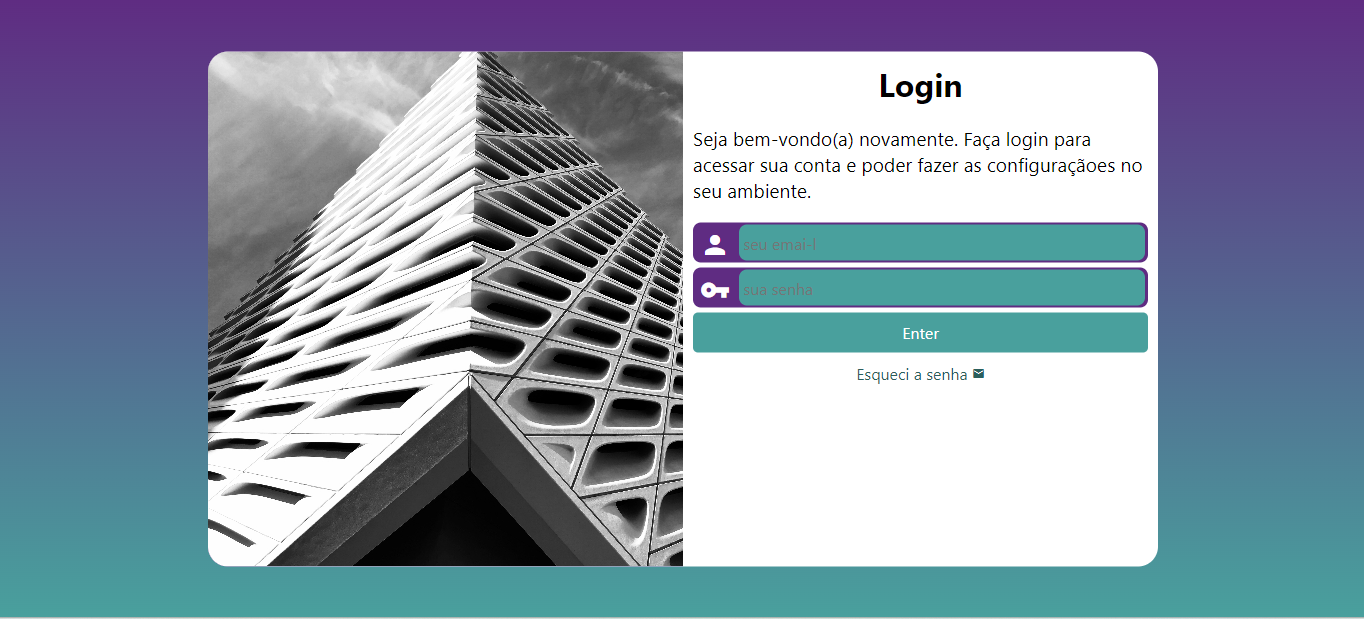 Login
Seja bem-vondo(a) novamente. Faça login para
acessar sua conta e poder fazer as configuraçãoes no
seu ambiente.
seu emai-l
sua senha
Enter
Esqueci a senha